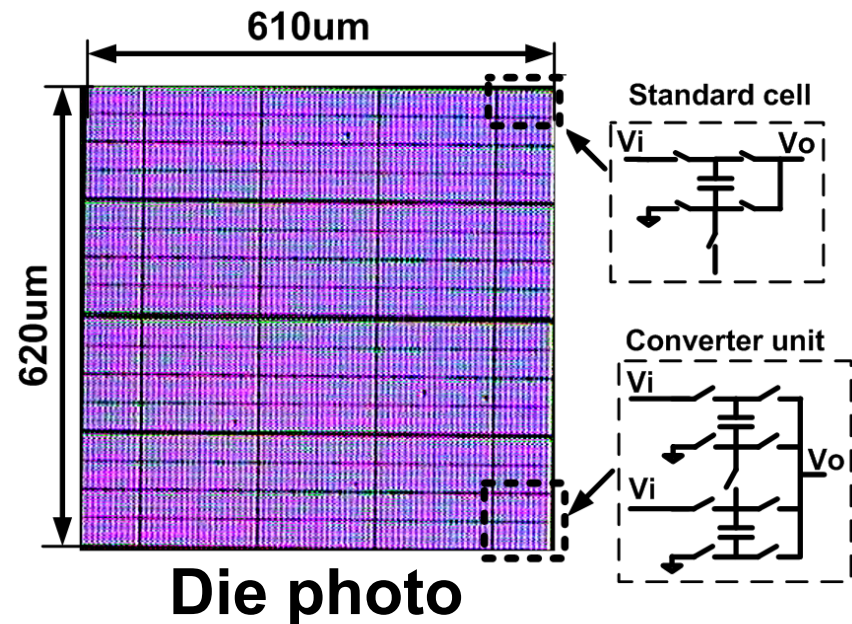 610um
620um
Standard cell
Vi
Vo
Converter unit
Vi
Vo
Vi
Die photo